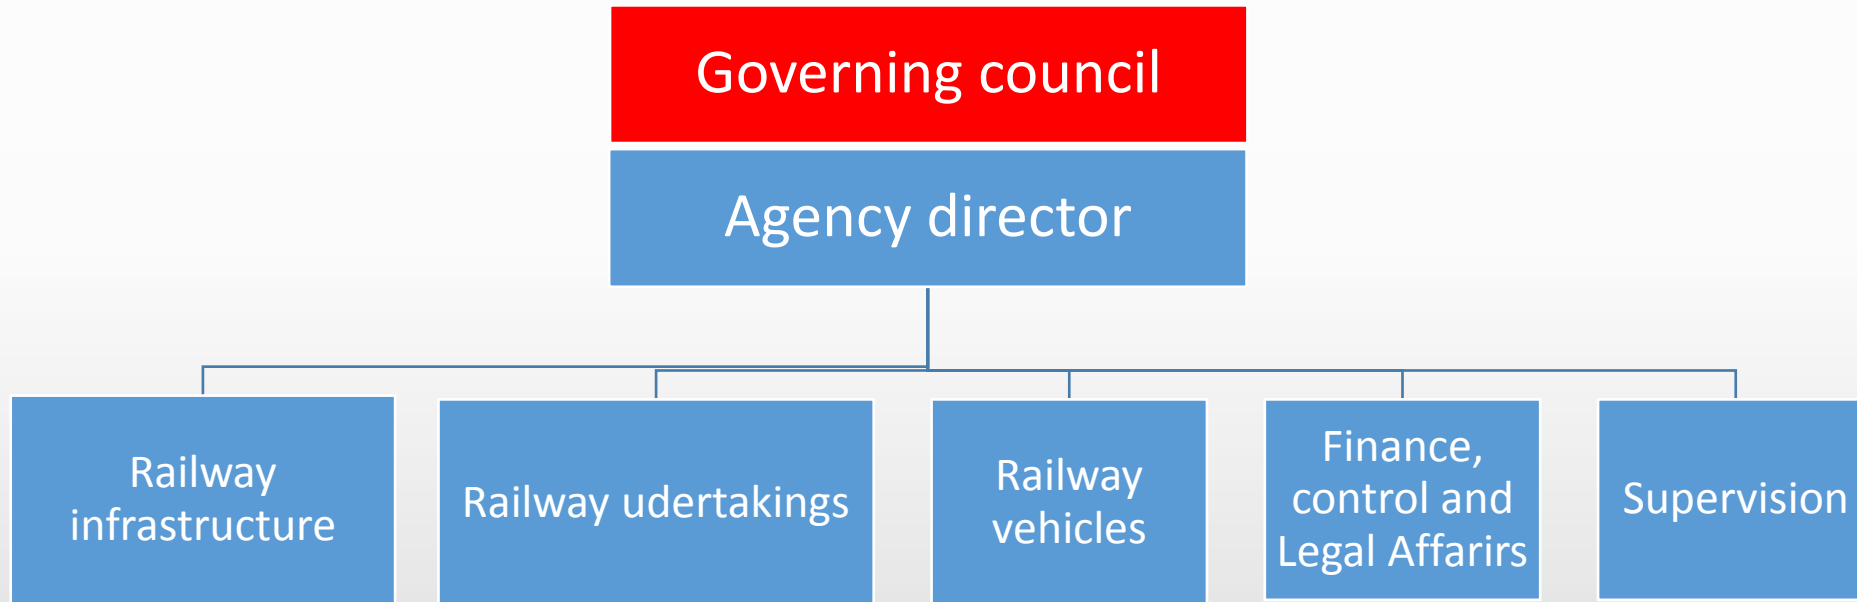 Governing council
Agency director
Railway
infrastructure
Railway udertakings
Railway
vehicles
Finance,
control and
Legal Affarirs
Supervision